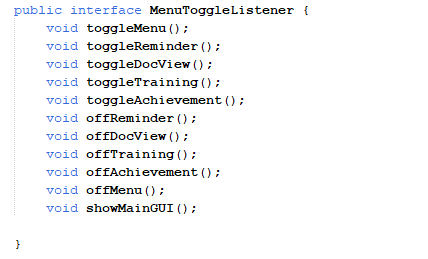 public interface MenuToggleListener {
    void toggleMenu();
    void toggleReminder();
    void toggleDocView();
    void toggleTraining();
    void toggleAchievement();
    void offReminder();
    void offDocView();
    void offTraining();
    void offAchievement();
    void offMenu();
    void showMainGUI();
}